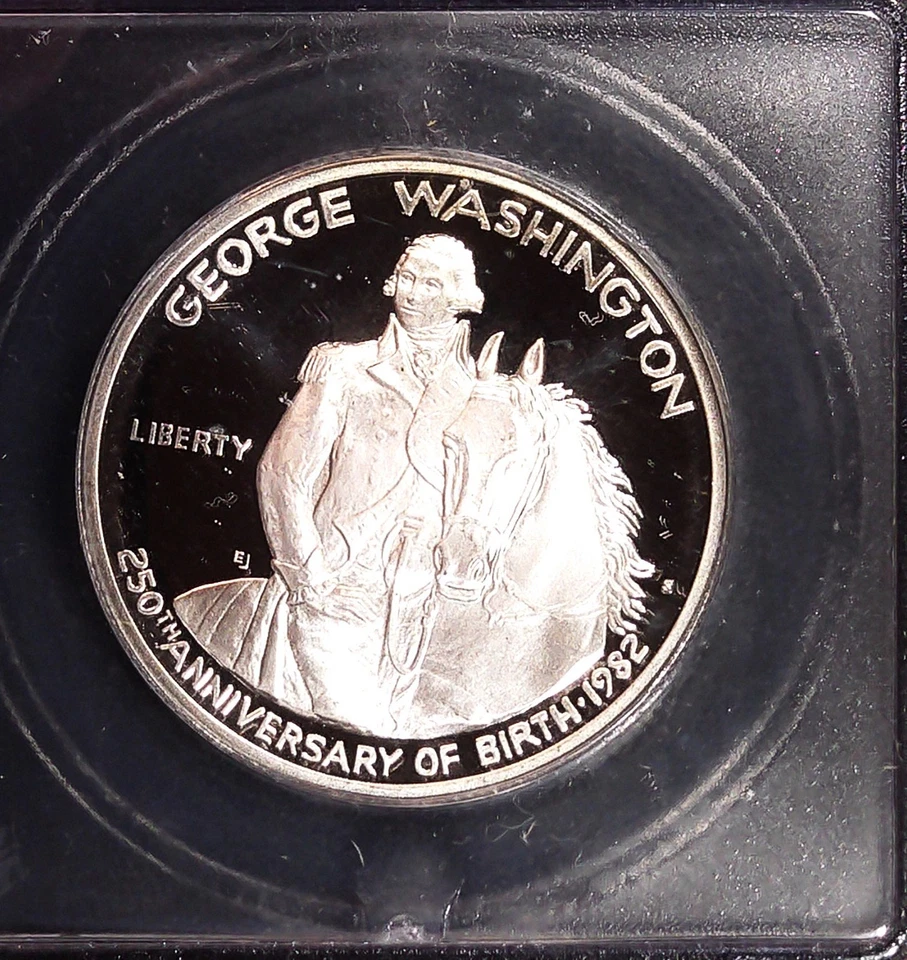 GEORGE WASHINGTON
LIBERTY
EJ
250TH ANNIVERSARY OF BIRTH·1982